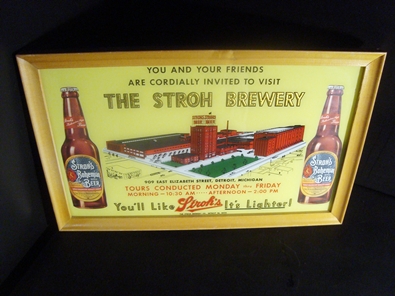 YOU AND YOUR FRIENDS
ARE CORDIALLY INVITED TO VISIT
THE STROH BREWERY
909 EAST ELIZABETH STREET, DETROIT, MICHIGAN
TOURS CONDUCTED MONDAY thru FRIDAY
MORNING — 10:30 AM ····· AFTERNOON — 2:00 PM
You'll Like Stroh's It's Lighter!
STROH'S
Bohemian
BEER
STROH'S
Bohemian
BEER